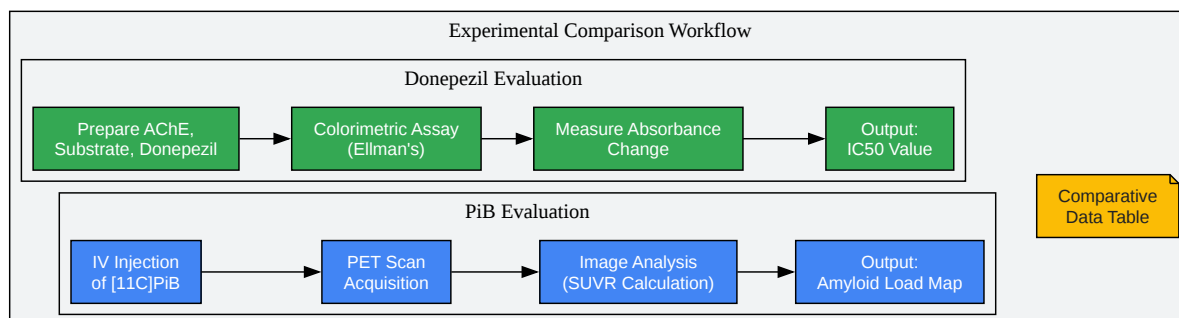 Experimental Comparison Workflow
Donepezil Evaluation
Prepare AChE,
Substrate, Donepezil
Colorimetric Assay
(Ellman's)
Measure Absorbance
Change
Output:
IC50 Value
PiB Evaluation
IV Injection
of [11C]PiB
PET Scan
Acquisition
Image Analysis
(SUVR Calculation)
Output:
Amyloid Load Map
Comparative
Data Table